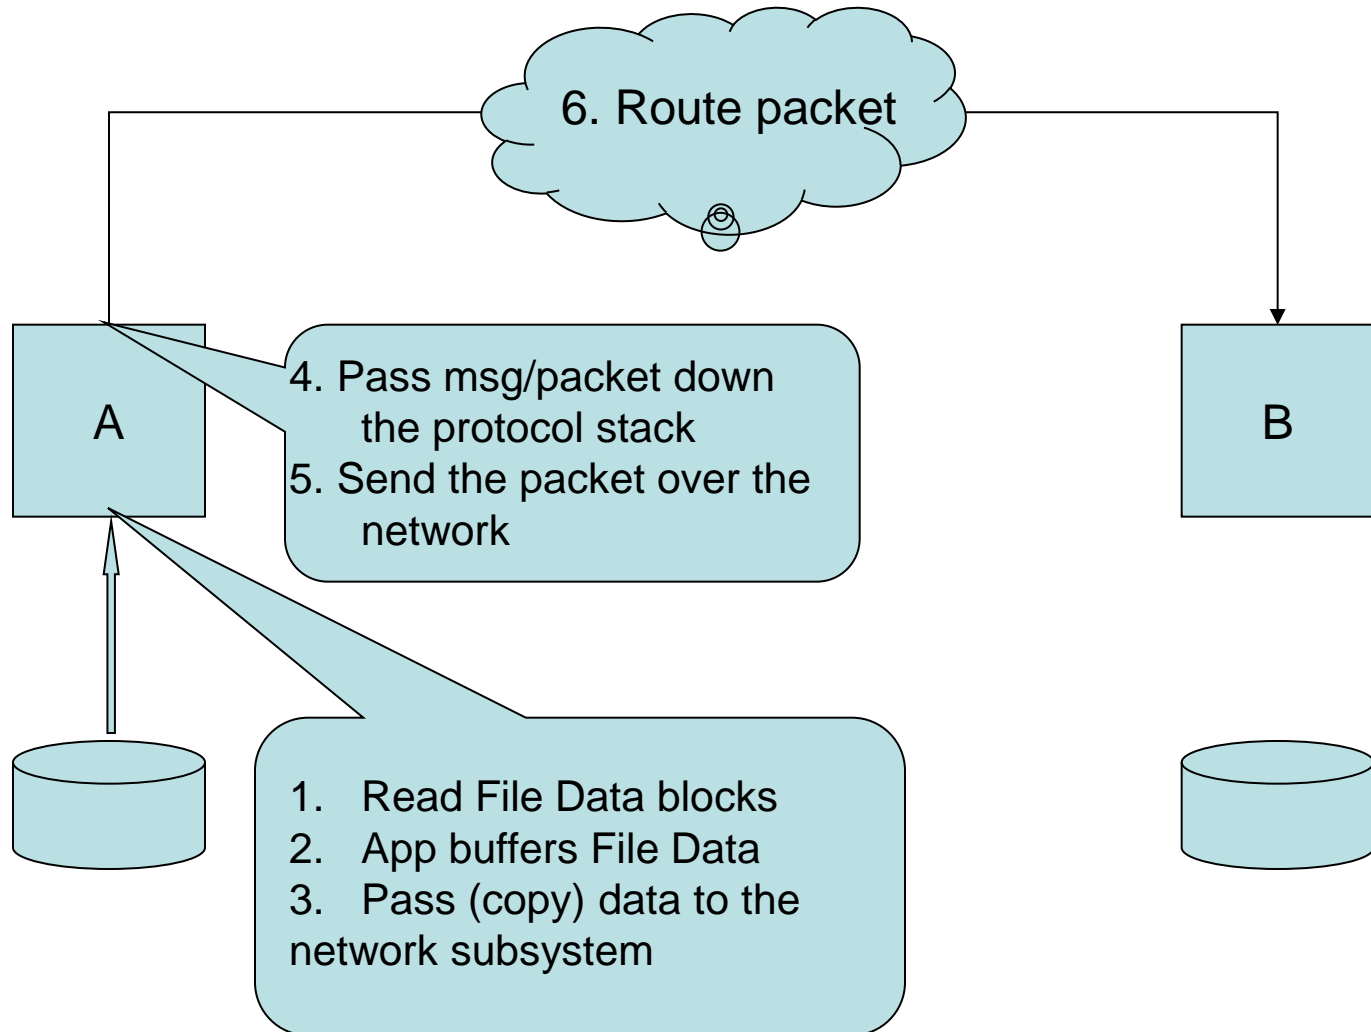 6. Route packet
4. Pass msg/packet down
the protocol stack
5. Send the packet over the
network
A
B
1. Read File Data blocks
2. App buffers File Data
3. Pass (copy) data to the
network subsystem